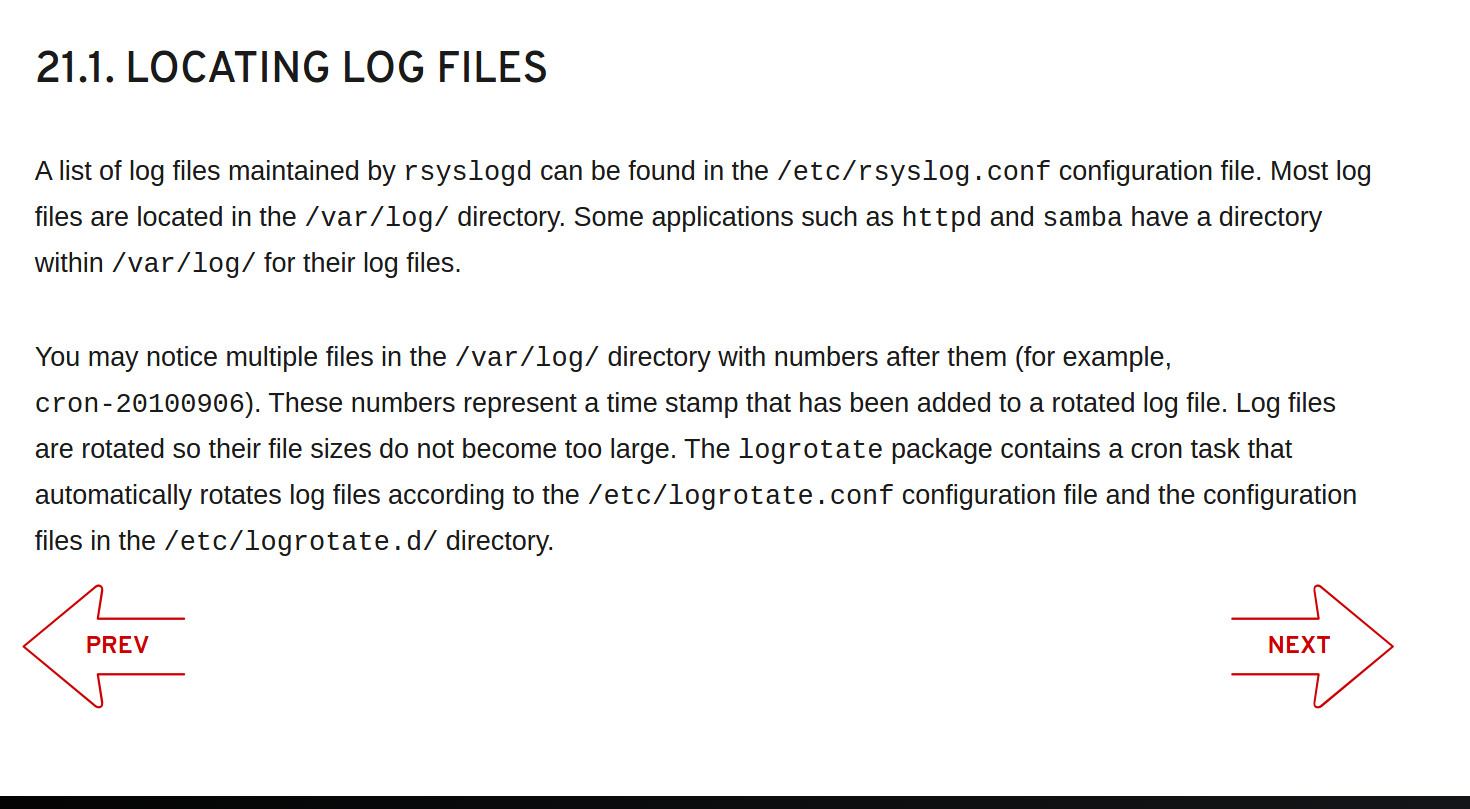 21.1. LOCATING LOG FILES
A list of log files maintained by rsyslogd can be found in the /etc/rsyslog.conf configuration file. Most log
files are located in the /var/log/ directory. Some applications such as httpd and samba have a directory
within /var/log/ for their log files.
You may notice multiple files in the /var/log/ directory with numbers after them (for example,
cron-20100906). These numbers represent a time stamp that has been added to a rotated log file. Log files
are rotated so their file sizes do not become too large. The logrotate package contains a cron task that
automatically rotates log files according to the /etc/logrotate.conf configuration file and the configuration
files in the /etc/logrotate.d/ directory.
PREV
NEXT